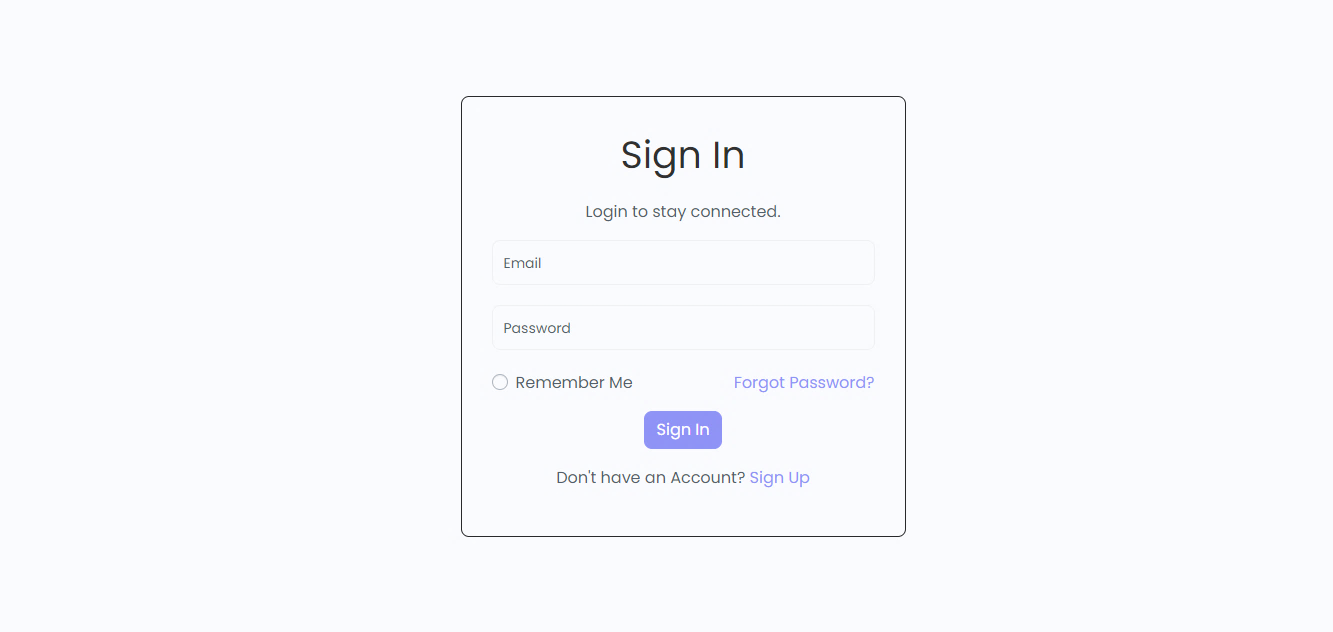 Sign In
Login to stay connected.
Email
Password
Remember Me Forgot Password?
Sign In
Don't have an Account? Sign Up